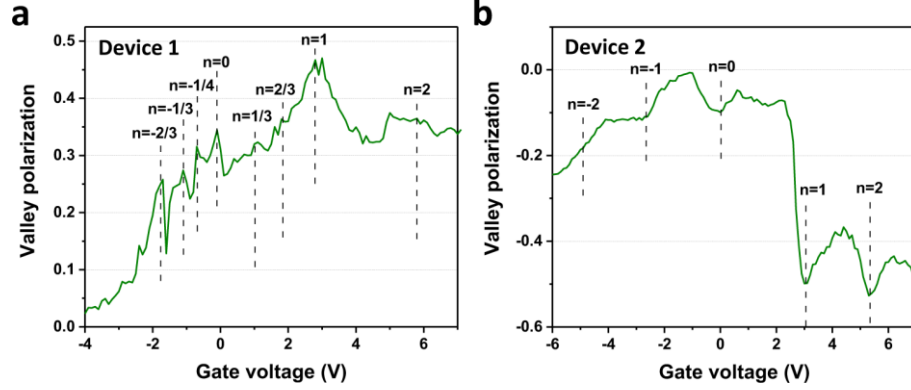 a
Device 1
n=1
n=0
n=-1/4
n=2/3
n=2
n=-1/3
n=1/3
n=-2/3
0.5
0.4
0.3
0.2
0.1
0.0
Valley polarization
-4
-2
0
2
4
6
Gate voltage (V)
b
Device 2
n=-1
n=0
n=-2
n=1
n=2
0.0
-0.2
-0.4
-0.6
Valley polarization
-6
-4
-2
0
2
4
6
Gate voltage (V)